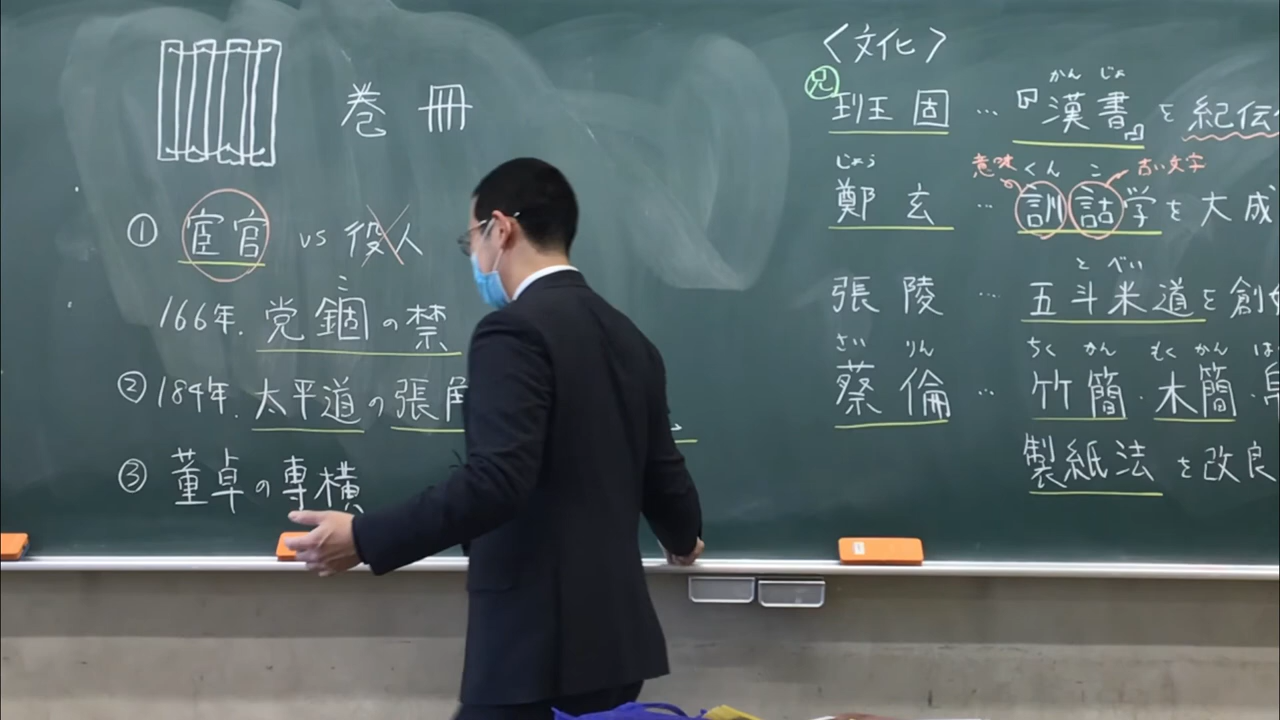 巻冊
① 宦官 vs 役人
こ
166年. 党錮の禁
② 184年. 太平道の張角
③ 董卓の専横
〈文化〉
かん じょ
兄 班固 … 『漢書』を紀伝
じょう 意味 くん こ 古い文字
鄭玄 … 訓詁学を大成
と べい
張陵 … 五斗米道を創始
さい りん ちく かん もく かん は
蔡倫 … 竹簡・木簡・帛
製紙法を改良